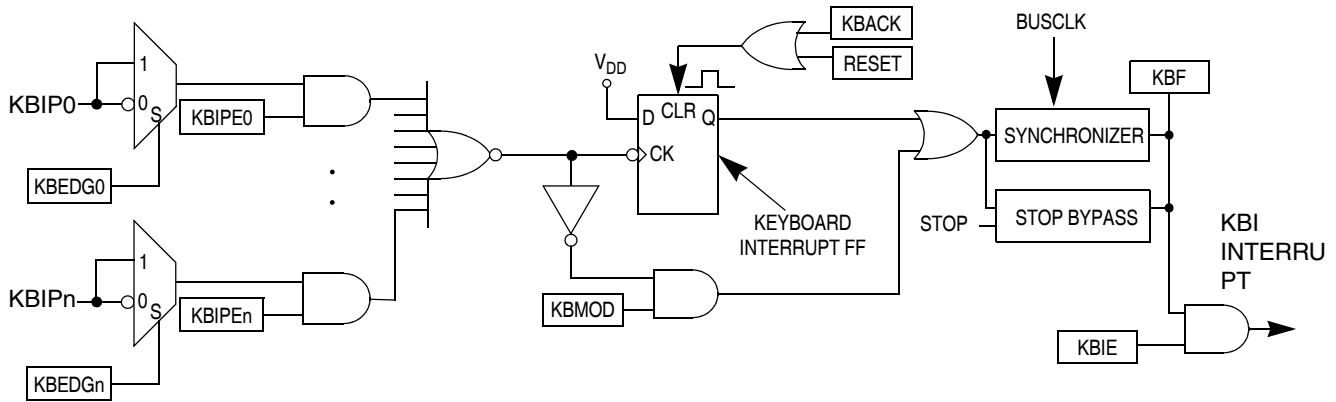 KBIP0
1
0
S
KBIPE0
KBEDG0
KBIPn
1
0
S
KBIPEn
KBEDGn
VDD
D CLR Q
CK
KBACK
RESET
KEYBOARD
INTERRUPT FF
KBMOD
BUSCLK
SYNCHRONIZER
STOP
STOP BYPASS
KBF
KBIE
KBI
INTERRU
PT